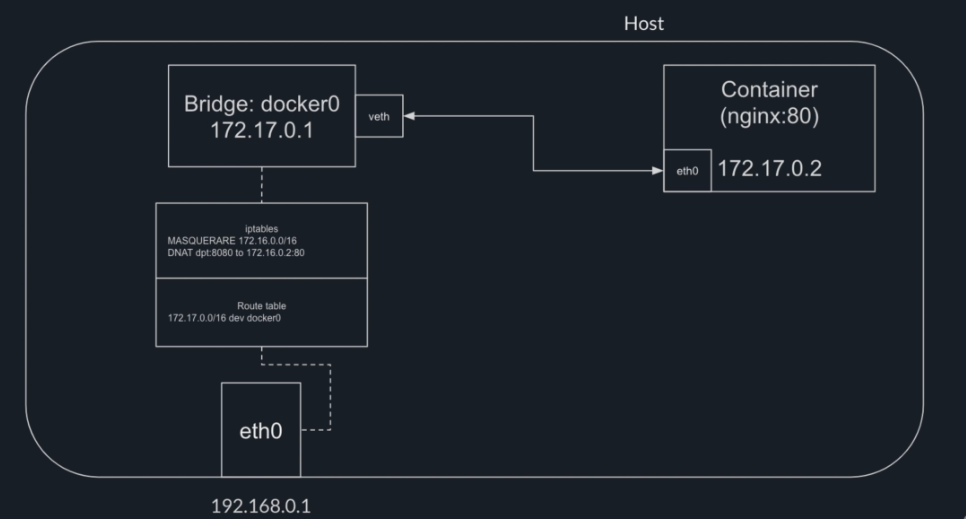 Host
Bridge: docker0
172.17.0.1
veth
Container
(nginx:80)
eth0
172.17.0.2
iptables
MASQUERARE 172.16.0.0/16
DNAT dpt:8080 to 172.16.0.2:80
Route table
172.17.0.0/16 dev docker0
eth0
192.168.0.1